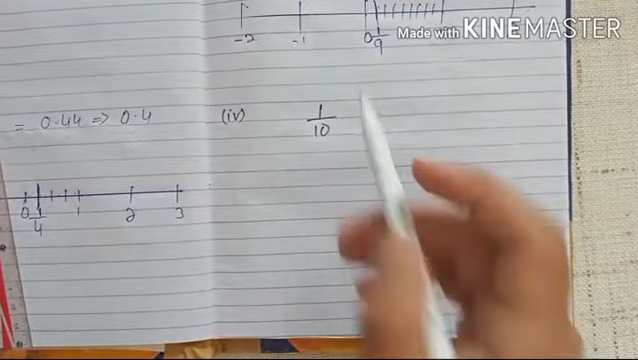 -2 -1 0 1/9
Made with KINEMASTER
= 0.44 => 0.4
(iv) 1/10
0 1/4 1 2 3